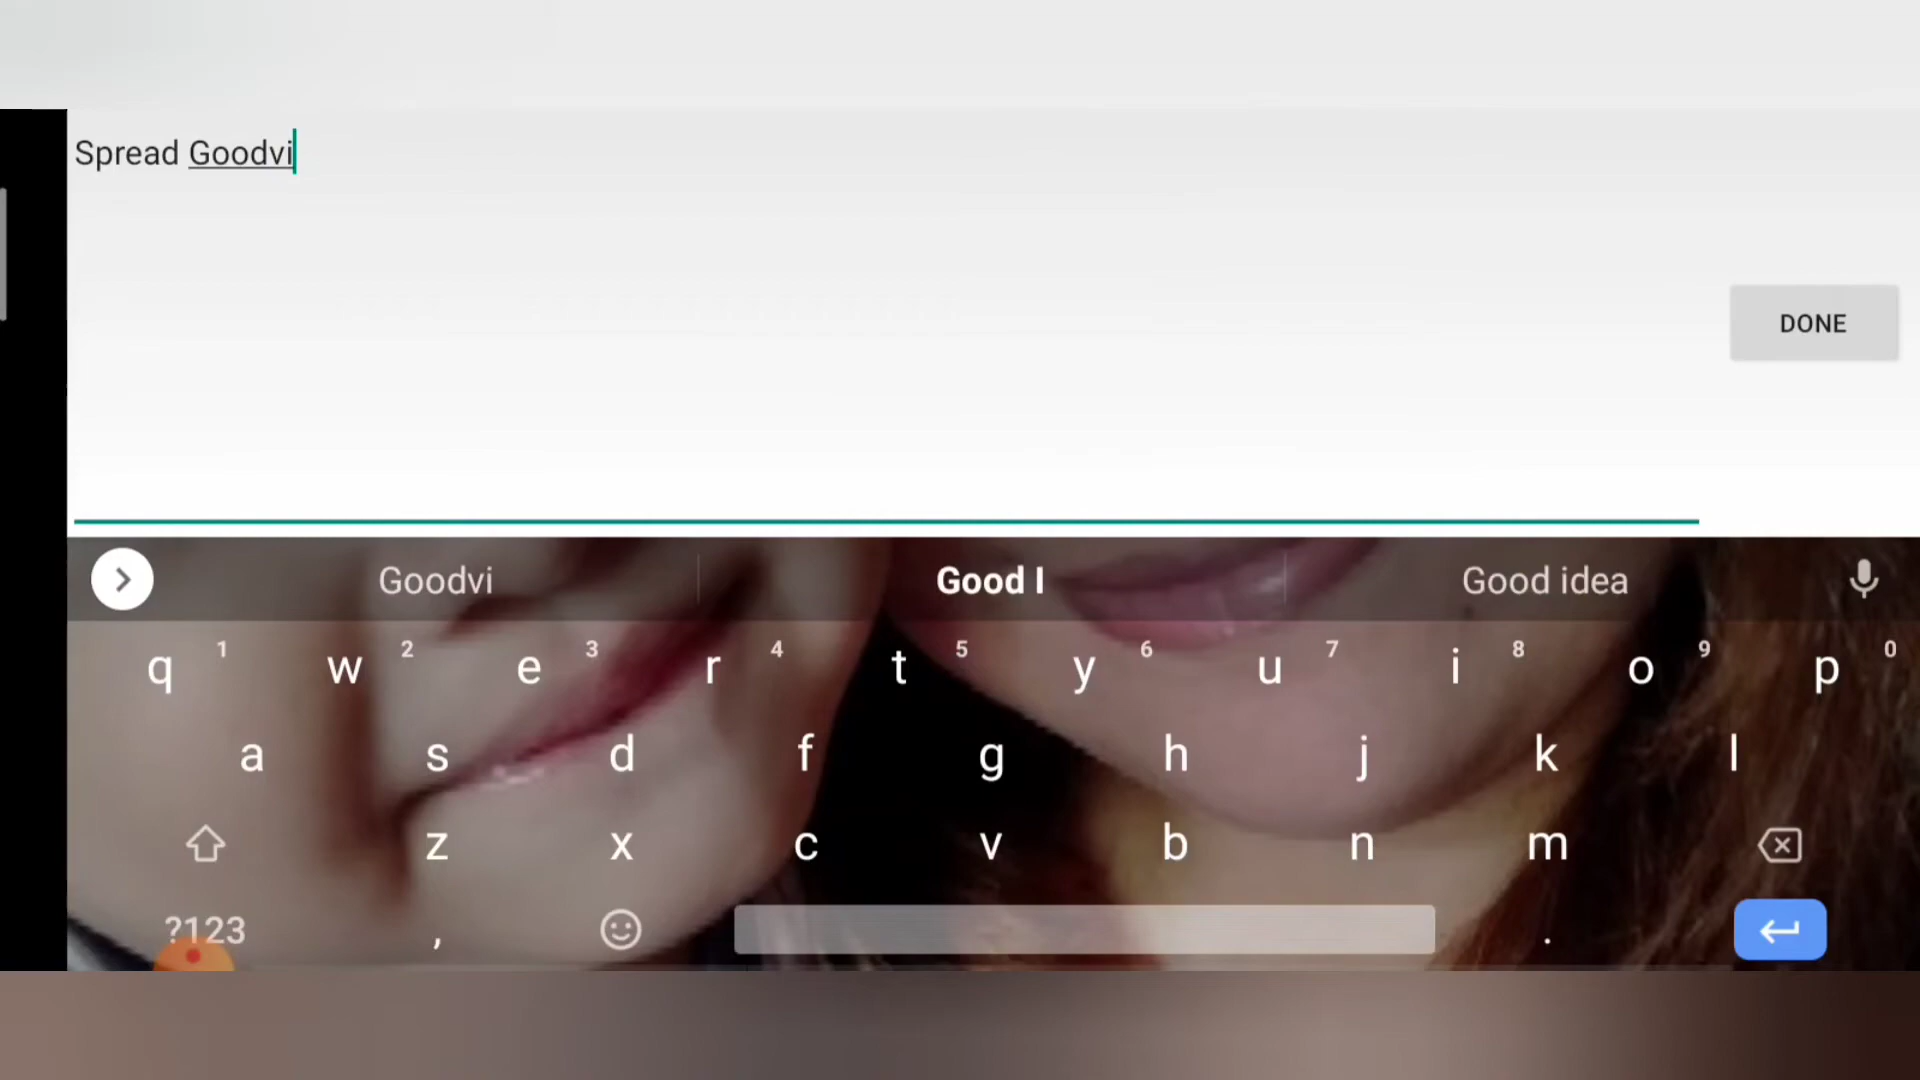 Spread Goodvi
DONE
Goodvi Good I Good idea
q 1 w 2 e 3 r 4 t 5 y 6 u 7 i 8 o 9 p 0
a s d f g h j k l
z x c v b n m
?123 , .